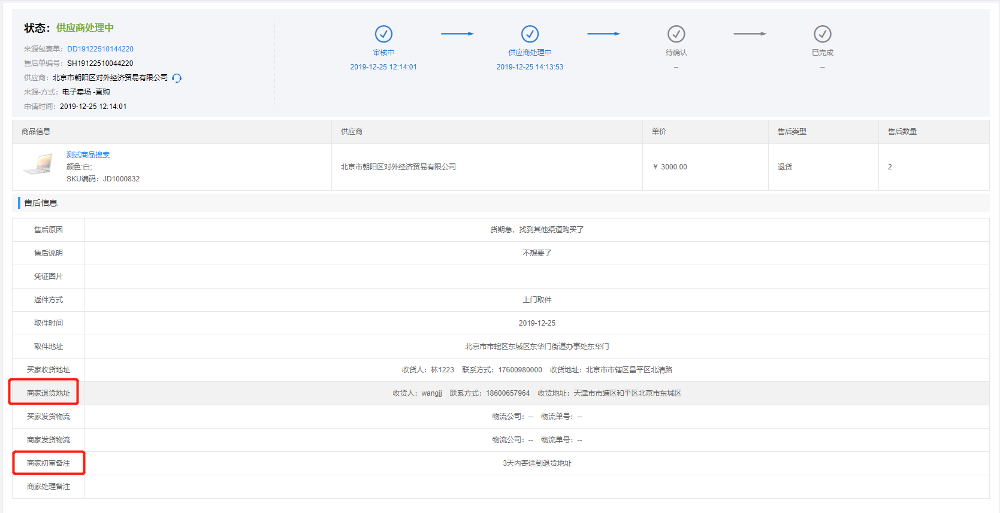 状态：供应商处理中
来源包裹单：DD19122510144220
售后单编号：SH19122510044220
供应商：北京市朝阳区对外经济贸易有限公司
来源-方式：电子卖场 -直购
申请时间：2019-12-25 12:14:01
审核中
2019-12-25 12:14:01
供应商处理中
2019-12-25 14:13:53
待确认
--
已完成
--
商品信息 供应商 单价 售后类型 售后数量
测试商品搜索
颜色:白;
SKU编码：JD1000832
北京市朝阳区对外经济贸易有限公司
¥ 3000.00
退货
2
售后信息
售后原因 货期急，找到其他渠道购买了
售后说明 不想要了
凭证图片
返件方式 上门取件
取件时间 2019-12-25
取件地址 北京市市辖区东城区东华门街道办事处东华门
买家收货地址 收货人：林1223 联系方式：17600980000 收货地址：北京市市辖区昌平区北清路
商家退货地址 收货人：wangjj 联系方式：18600657964 收货地址：天津市市辖区和平区北京市东城区
买家发货物流 物流公司：-- 物流单号：--
商家发货物流 物流公司：-- 物流单号：--
商家初审备注 3天内寄送到退货地址
商家处理备注